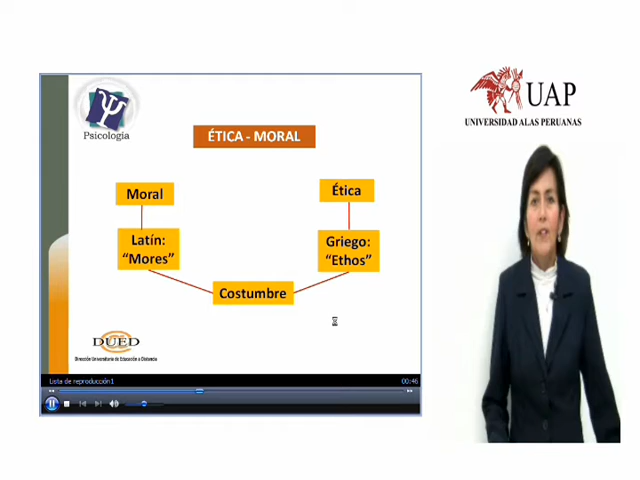 Psicología
ÉTICA - MORAL
Moral
Ética
Latín:
“Mores”
Griego:
“Ethos”
Costumbre
DUED
Dirección Universitaria de Educación a Distancia
Lista de reproducción1
00:46
UAP
UNIVERSIDAD ALAS PERUANAS